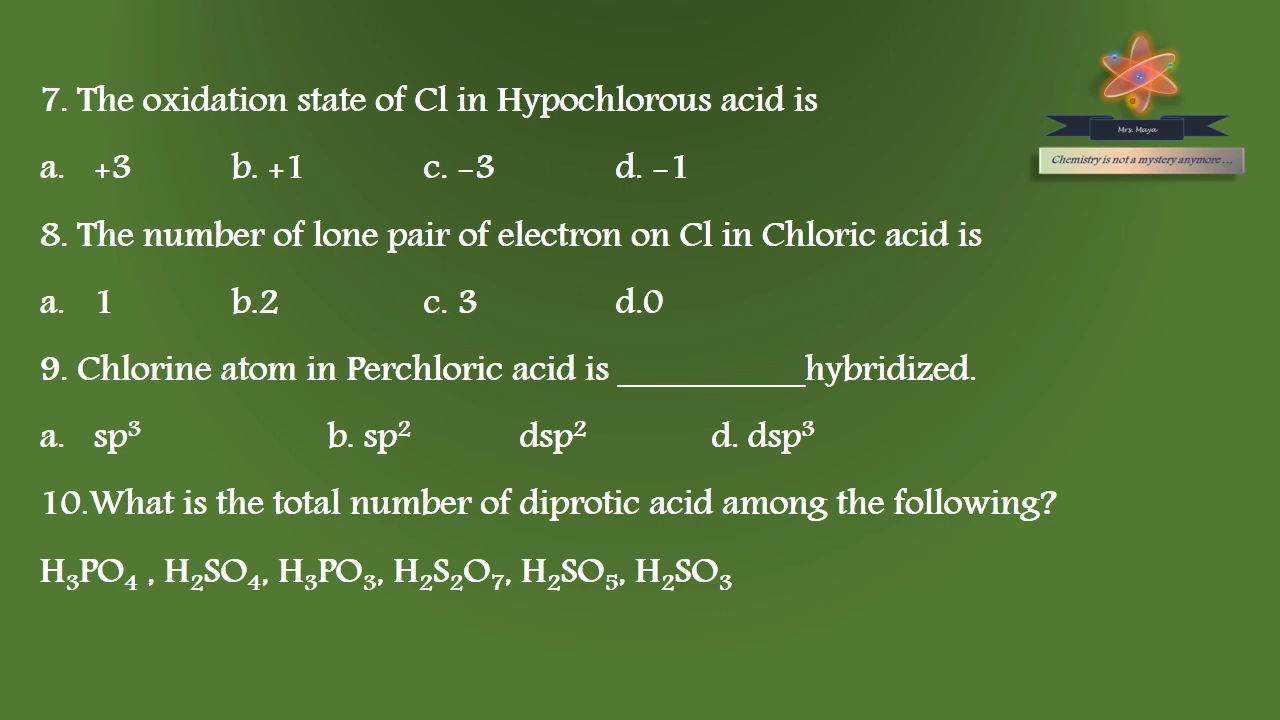 7. The oxidation state of Cl in Hypochlorous acid is
a. +3 b. +1 c. -3 d. -1
8. The number of lone pair of electron on Cl in Chloric acid is
a. 1 b.2 c. 3 d.0
9. Chlorine atom in Perchloric acid is __________hybridized.
a. sp³ b. sp² dsp² d. dsp³
10.What is the total number of diprotic acid among the following?
H₃PO₄ , H₂SO₄, H₃PO₃, H₂S₂O₇, H₂SO₅, H₂SO₃
Mrs. Maya
Chemistry is not a mystery anymore ...